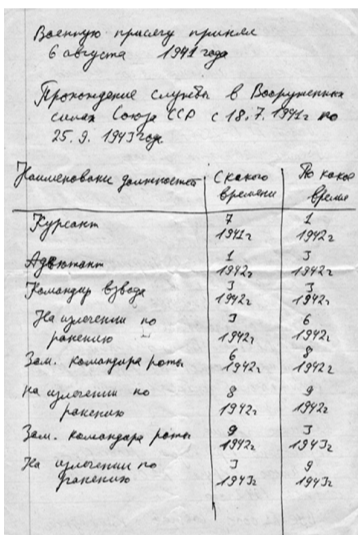 Военную присягу принял
6 августа 1941 года
Прохождение службы в Вооруженных
силах Союза ССР с 18.7.1941г по
25.9.1943 год.
Наименование должностей С какого По какое
времени время
Курсант 7 1
1941г 1942г
Адъютант 1 3
1942г 1942г
Командир взвода 3 3
1942г 1942г
На излечении по 3 6
ранению 1942г 1942г
Зам. командира роты 6 8
1942г 1942г
на излечении по 8 9
ранению 1942г 1942г
Зам. командира роты 9 3
1942г 1943г
На излечении по 3 9
ранению 1943г 1943г